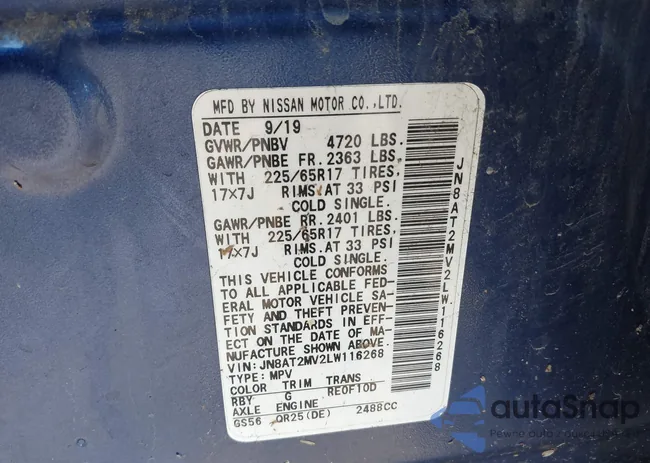 MFD BY NISSAN MOTOR CO.,LTD.
DATE 9/19
GVWR/PNBV 4720 LBS.
GAWR/PNBE FR. 2363 LBS.
WITH 225/65R17 TIRES.
17×7J RIMS. AT 33 PSI
COLD SINGLE.
GAWR/PNBE RR. 2401 LBS.
WITH 225/65R17 TIRES.
17×7J RIMS. AT 33 PSI
COLD SINGLE.
THIS VEHICLE CONFORMS
TO ALL APPLICABLE FED-
ERAL MOTOR VEHICLE SA-
FETY AND THEFT PREVEN-
TION STANDARDS IN EFF-
ECT ON THE DATE OF MA-
NUFACTURE SHOWN ABOVE.
VIN: JN8AT2MV2LW116268
TYPE: MPV
COLOR TRIM TRANS
RBY G RE0F10D
AXLE ENGINE
GS56 QR25(DE) 2488CC
JN8AT2MV2LW116268
autoSnap
Pewne auto z USA